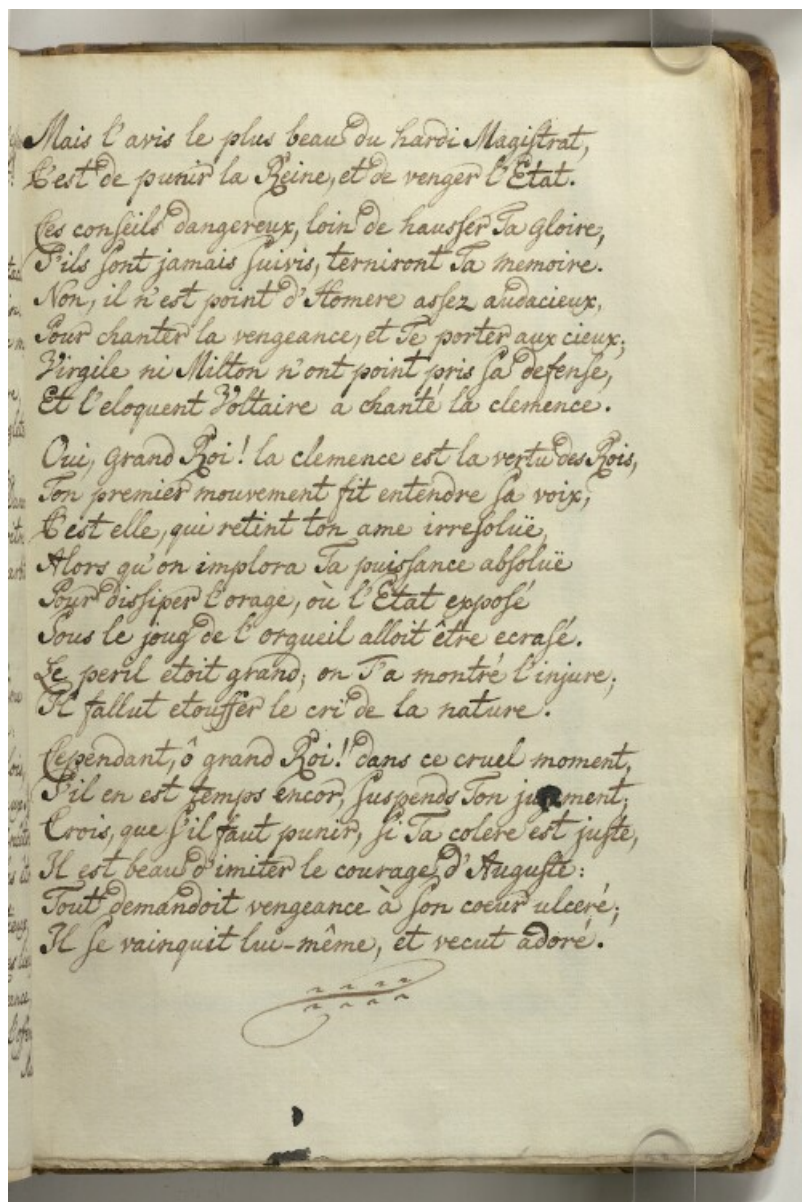 Mais l'avis le plus beau du hardi Magistrat,
C'est de punir la Reine, et de venger l'Etat.
Ces conseils dangereux, loin de hausser Ta gloire,
S'ils sont jamais suivis, terniront Ta memoire.
Non, il n'est point d'Homere assez audacieux,
Pour chanter la vengeance, et Te porter aux cieux;
Virgile ni Milton n'ont point pris sa defense,
Et l'eloquent Voltaire a chanté la clemence.
Oui, grand Roi! la clemence est la vertu des Rois,
Ton premier mouvement fit entendre sa voix;
C'est elle, qui retint ton ame irresoluë,
Alors qu'on implora Ta puissance absoluë
Pour dissiper l'orage, où l'Etat exposé
Sous le joug de l'orgueil alloit être ecrasé.
Le peril etoit grand; on T'a montré l'injure;
Il fallut etouffer le cri de la nature.
Cependant, ô grand Roi! dans ce cruel moment,
S'il en est temps encor, suspends Ton jugement;
Crois, que s'il faut punir, si Ta colere est juste,
Il est beau d'imiter le courage d'Auguste:
Tout demandoit vengeance à son coeur ulceré;
Il se vainquit lui-même, et vecut adoré.